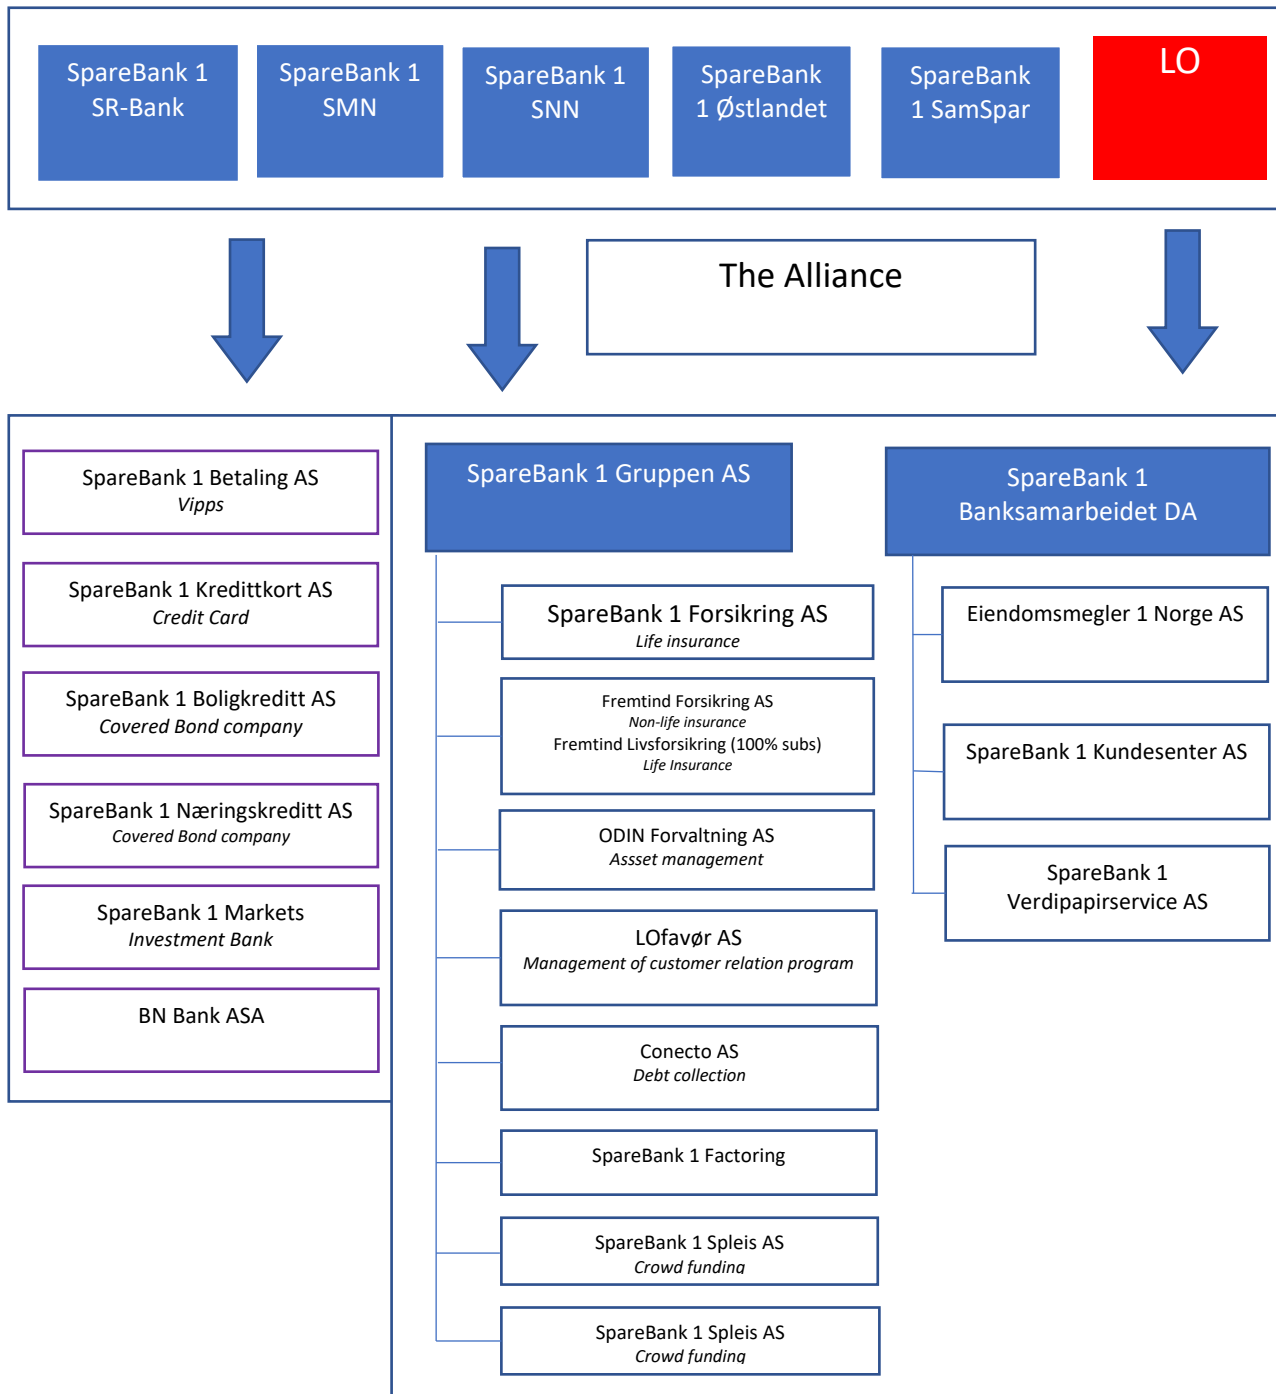 SpareBank 1
SR-Bank
SpareBank 1
SMN
SpareBank 1
SNN
SpareBank
1 Østlandet
SpareBank
1 SamSpar
LO
The Alliance
SpareBank 1 Betaling AS
Vipps
SpareBank 1 Kredittkort AS
Credit Card
SpareBank 1 Boligkreditt AS
Covered Bond company
SpareBank 1 Næringskreditt AS
Covered Bond company
SpareBank 1 Markets
Investment Bank
BN Bank ASA
SpareBank 1 Gruppen AS
SpareBank 1 Forsikring AS
Life insurance
Fremtind Forsikring AS
Non-life insurance
Fremtind Livsforsikring (100% subs)
Life Insurance
ODIN Forvaltning AS
Assset management
LOfavør AS
Management of customer relation program
Conecto AS
Debt collection
SpareBank 1 Factoring
SpareBank 1 Spleis AS
Crowd funding
SpareBank 1 Spleis AS
Crowd funding
SpareBank 1
Banksamarbeidet DA
Eiendomsmegler 1 Norge AS
SpareBank 1 Kundesenter AS
SpareBank 1
Verdipapirservice AS